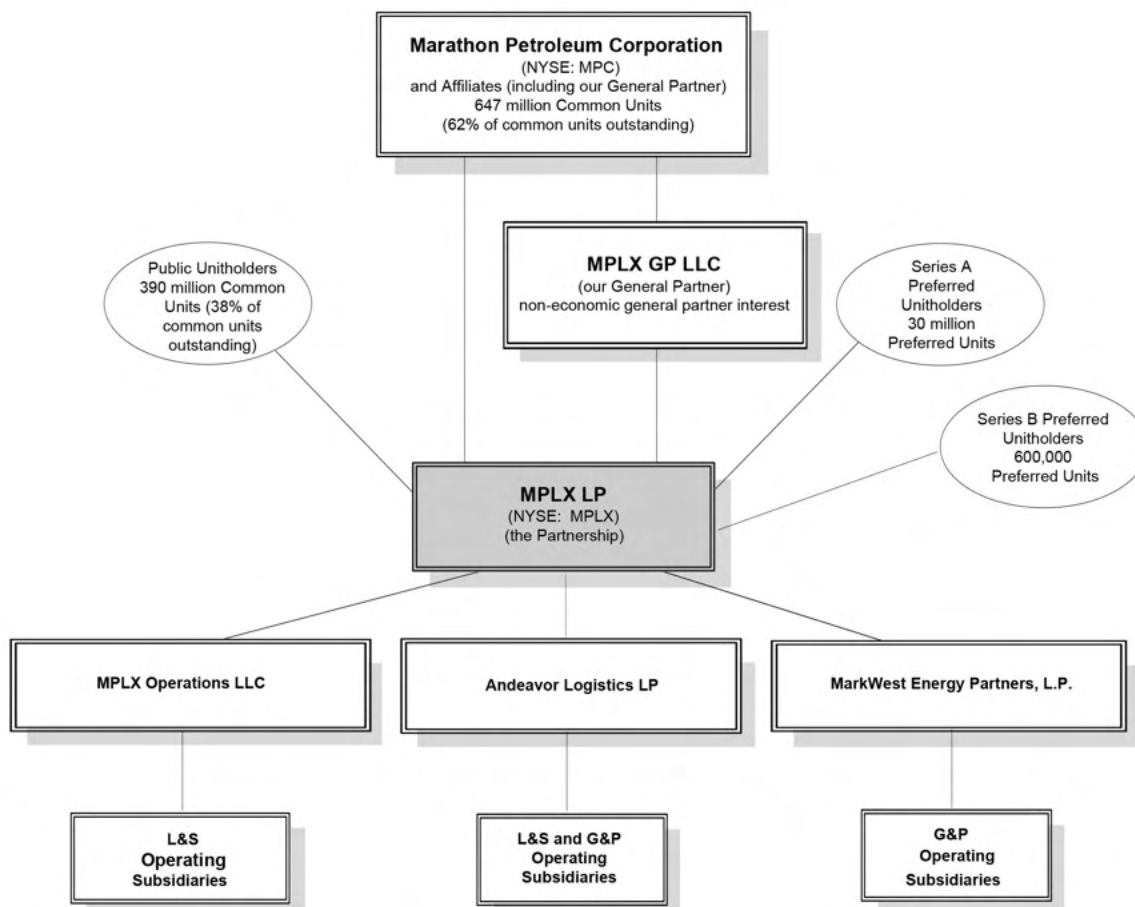 Marathon Petroleum Corporation
(NYSE: MPC)
and Affiliates (including our General Partner)
647 million Common Units
(62% of common units outstanding)
MPLX GP LLC
(our General Partner)
non-economic general partner interest
Public Unitholders
390 million Common
Units (38% of
common units
outstanding)
Series A
Preferred
Unitholders
30 million
Preferred Units
Series B Preferred
Unitholders
600,000
Preferred Units
MPLX LP
(NYSE: MPLX)
(the Partnership)
MPLX Operations LLC
Andeavor Logistics LP
MarkWest Energy Partners, L.P.
L&S
Operating
Subsidiaries
L&S and G&P
Operating
Subsidiaries
G&P
Operating
Subsidiaries